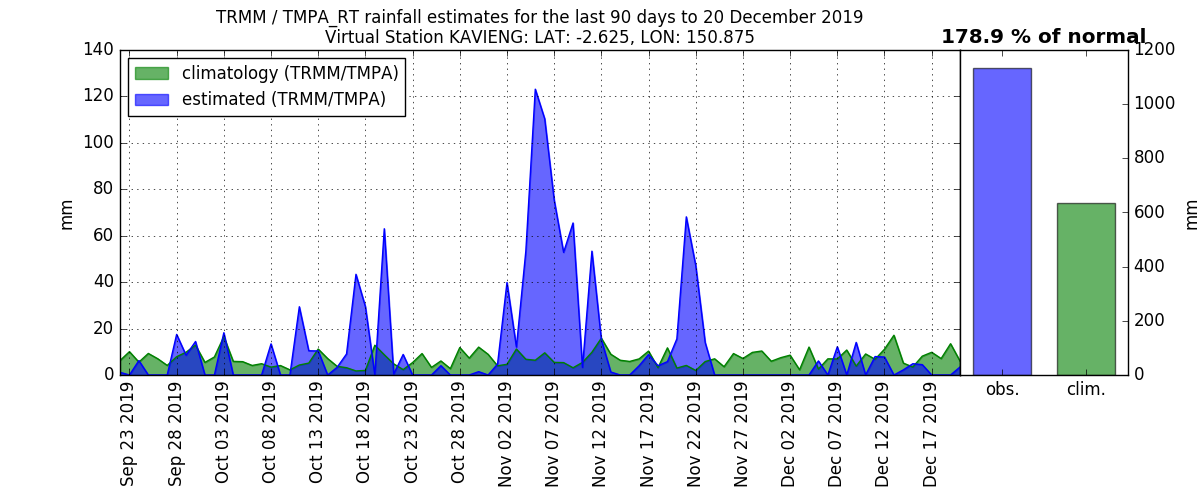 TRMM / TMPA_RT rainfall estimates for the last 90 days to 20 December 2019
Virtual Station KAVIENG: LAT: -2.625, LON: 150.875
178.9 % of normal
climatology (TRMM/TMPA)
estimated (TRMM/TMPA)
mm
140
120
100
80
60
40
20
0
Sep 23 2019
Sep 28 2019
Oct 03 2019
Oct 08 2019
Oct 13 2019
Oct 18 2019
Oct 23 2019
Oct 28 2019
Nov 02 2019
Nov 07 2019
Nov 12 2019
Nov 17 2019
Nov 22 2019
Nov 27 2019
Dec 02 2019
Dec 07 2019
Dec 12 2019
Dec 17 2019
1200
1000
800
600
400
200
0
mm
obs.
clim.